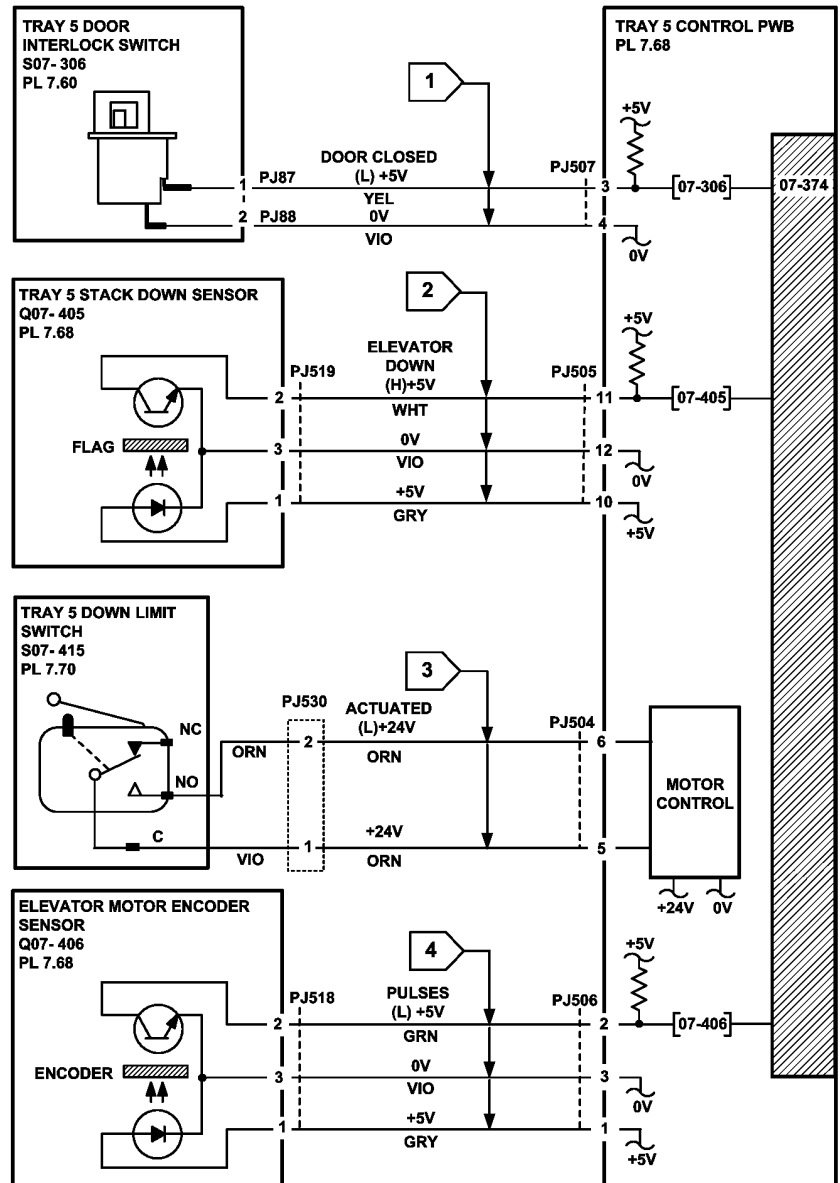 TRAY 5 DOOR
INTERLOCK SWITCH
S07- 306
PL 7.60
TRAY 5 CONTROL PWB
PL 7.68
1
+5V
DOOR CLOSED
(L) +5V
1 PJ87
YEL
PJ507
3
[07-306]
07-374
2 PJ88
0V
VIO
4
0V
TRAY 5 STACK DOWN SENSOR
Q07- 405
PL 7.68
2
+5V
ELEVATOR
DOWN
(H)+5V
PJ519
PJ505
2
WHT
11
[07-405]
FLAG
3
0V
VIO
12
0V
1
+5V
GRY
10
+5V
TRAY 5 DOWN LIMIT
SWITCH
S07- 415
PL 7.70
3
PJ530
ACTUATED
(L)+24V
PJ504
NC
ORN
2
ORN
6
NO
MOTOR
CONTROL
C
VIO
1
+24V
ORN
5
+24V
0V
ELEVATOR MOTOR ENCODER
SENSOR
Q07- 406
PL 7.68
4
+5V
PJ518
PULSES
(L) +5V
PJ506
2
GRN
2
[07-406]
ENCODER
3
0V
VIO
3
0V
1
+5V
GRY
1
+5V